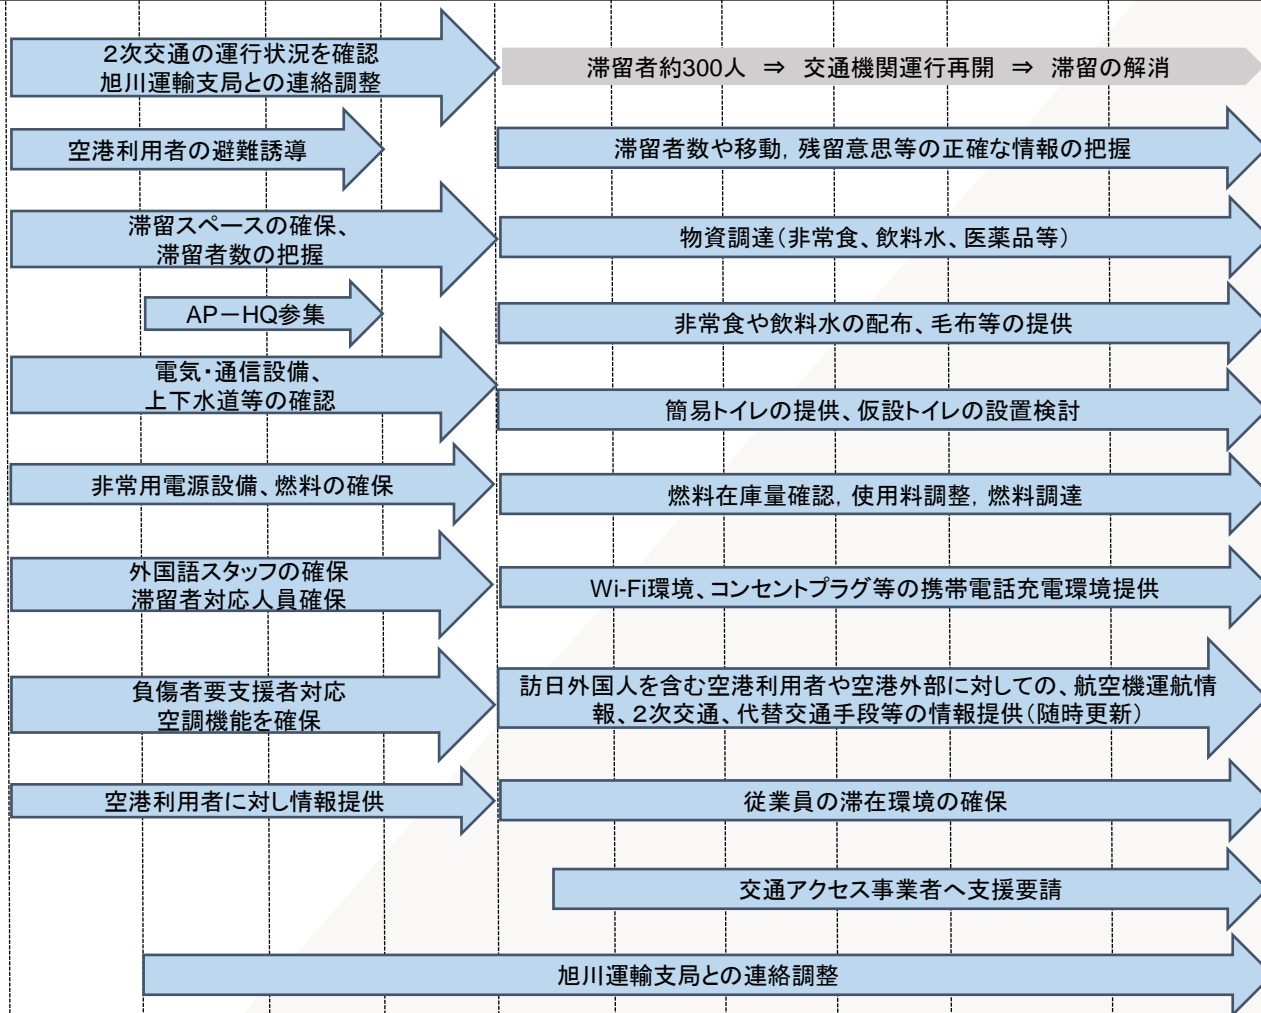 ２次交通の運行状況を確認
旭川運輸支局との連絡調整
滞留者約300人 ⇒ 交通機関運行再開 ⇒ 滞留の解消
空港利用者の避難誘導
滞留者数や移動，残留意思等の正確な情報の把握
滞留スペースの確保、
滞留者数の把握
物資調達（非常食、飲料水、医薬品等）
AP－HQ参集
非常食や飲料水の配布、毛布等の提供
電気・通信設備、
上下水道等の確認
簡易トイレの提供、仮設トイレの設置検討
非常用電源設備、燃料の確保
燃料在庫量確認，使用料調整，燃料調達
外国語スタッフの確保
滞留者対応人員確保
Wi-Fi環境、コンセントプラグ等の携帯電話充電環境提供
負傷者要支援者対応
空調機能を確保
訪日外国人を含む空港利用者や空港外部に対しての、航空機運航情
報、２次交通、代替交通手段等の情報提供（随時更新）
空港利用者に対し情報提供
従業員の滞在環境の確保
交通アクセス事業者へ支援要請
旭川運輸支局との連絡調整